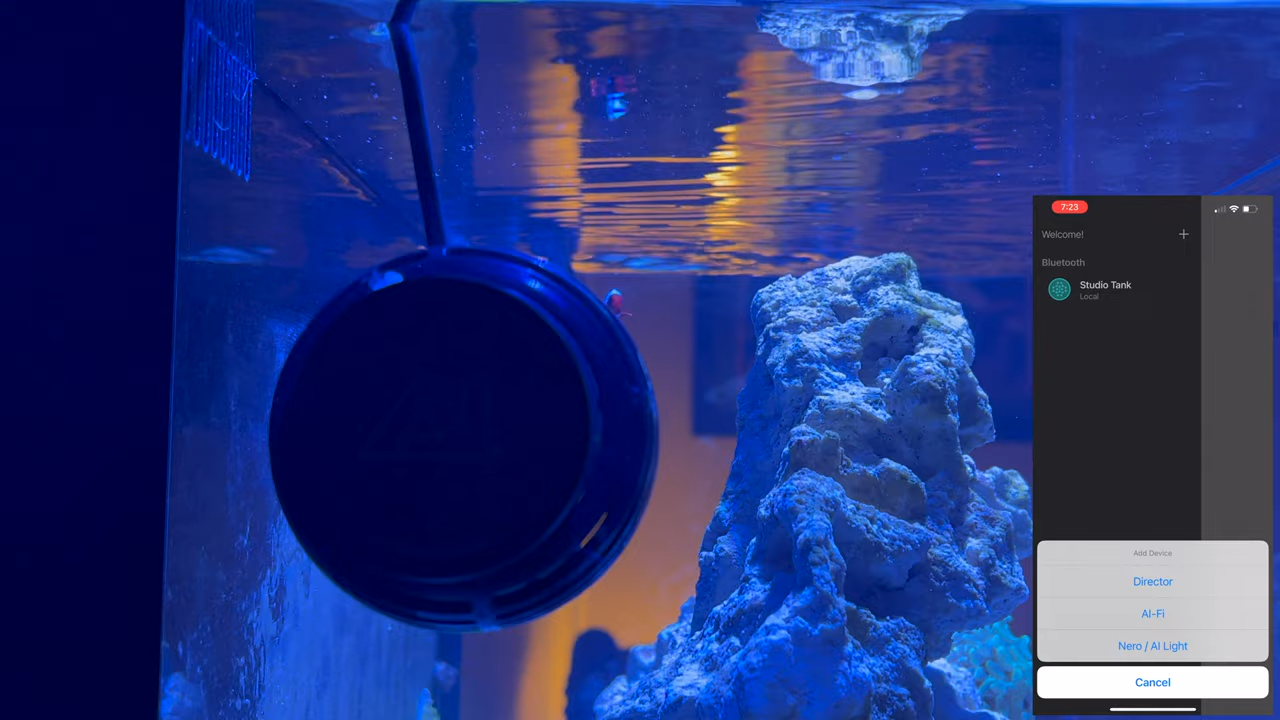 7:23
Welcome!
Bluetooth
Studio Tank
Local
Add Device
Director
AI-Fi
Nero / AI Light
Cancel